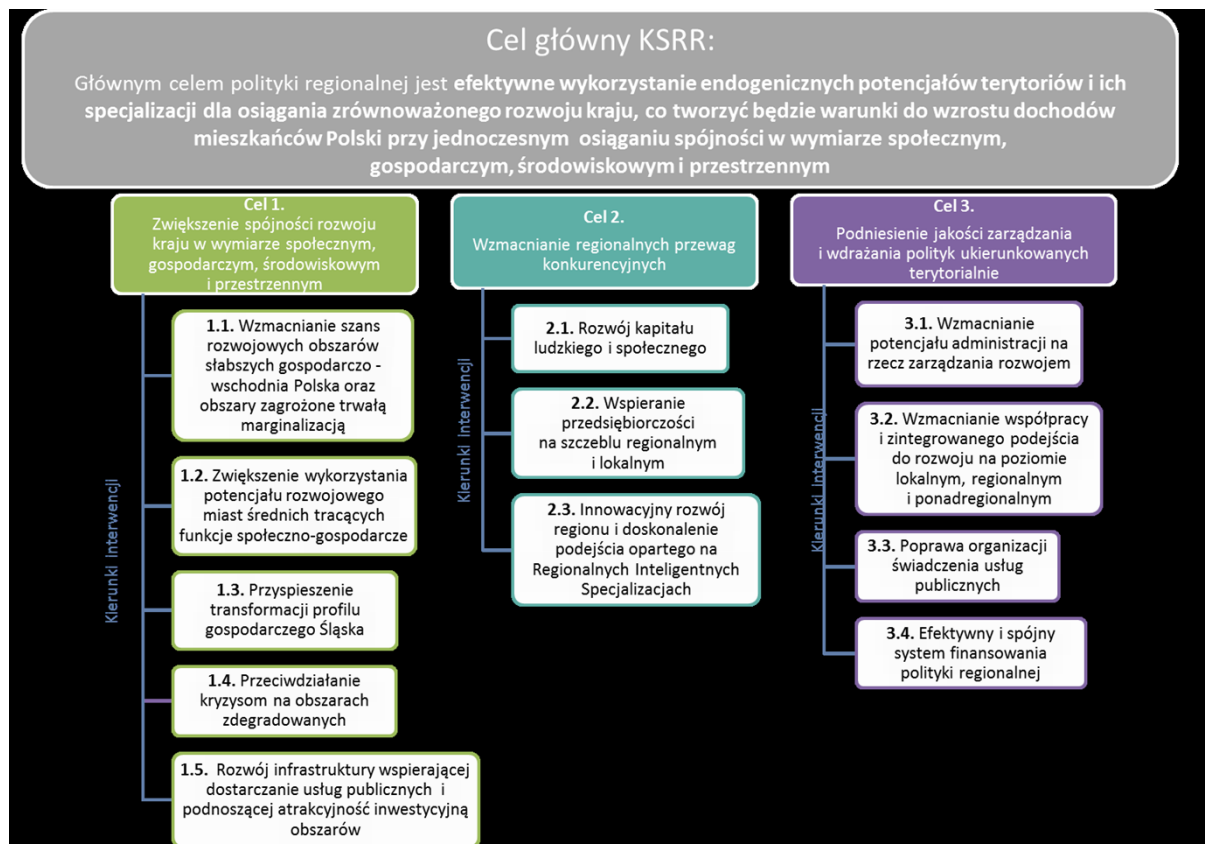 Cel główny KSRR:
Głównym celem polityki regionalnej jest efektywne wykorzystanie endogenicznych potencjałów terytoriów i ich
specjalizacji dla osiągania zrównoważonego rozwoju kraju, co tworzyć będzie warunki do wzrostu dochodów
mieszkańców Polski przy jednoczesnym osiąganiu spójności w wymiarze społecznym,
gospodarczym, środowiskowym i przestrzennym
Cel 1.
Zwiększenie spójności rozwoju
kraju w wymiarze społecznym,
gospodarczym, środowiskowym
i przestrzennym
Kierunki interwencji
1.1. Wzmacnianie szans
rozwojowych obszarów
słabszych gospodarczo -
wschodnia Polska oraz
obszary zagrożone trwałą
marginalizacją
1.2. Zwiększenie wykorzystania
potencjału rozwojowego
miast średnich tracących
funkcje społeczno-gospodarcze
1.3. Przyspieszenie
transformacji profilu
gospodarczego Śląska
1.4. Przeciwdziałanie
kryzysom na obszarach
zdegradowanych
1.5. Rozwój infrastruktury wspierającej
dostarczanie usług publicznych i
podnoszącej atrakcyjność inwestycyjną
obszarów
Cel 2.
Wzmacnianie regionalnych przewag
konkurencyjnych
Kierunki interwencji
2.1. Rozwój kapitału
ludzkiego i społecznego
2.2. Wspieranie
przedsiębiorczości
na szczeblu regionalnym
i lokalnym
2.3. Innowacyjny rozwój
regionu i doskonalenie
podejścia opartego na
Regionalnych Inteligentnych
Specjalizacjach
Cel 3.
Podniesienie jakości zarządzania
i wdrażania polityk ukierunkowanych
terytorialnie
Kierunki interwencji
3.1. Wzmacnianie
potencjału administracji na
rzecz zarządzania rozwojem
3.2. Wzmacnianie współpracy
i zintegrowanego podejścia
do rozwoju na poziomie
lokalnym, regionalnym
i ponadregionalnym
3.3. Poprawa organizacji
świadczenia usług
publicznych
3.4. Efektywny i spójny
system finansowania
polityki regionalnej